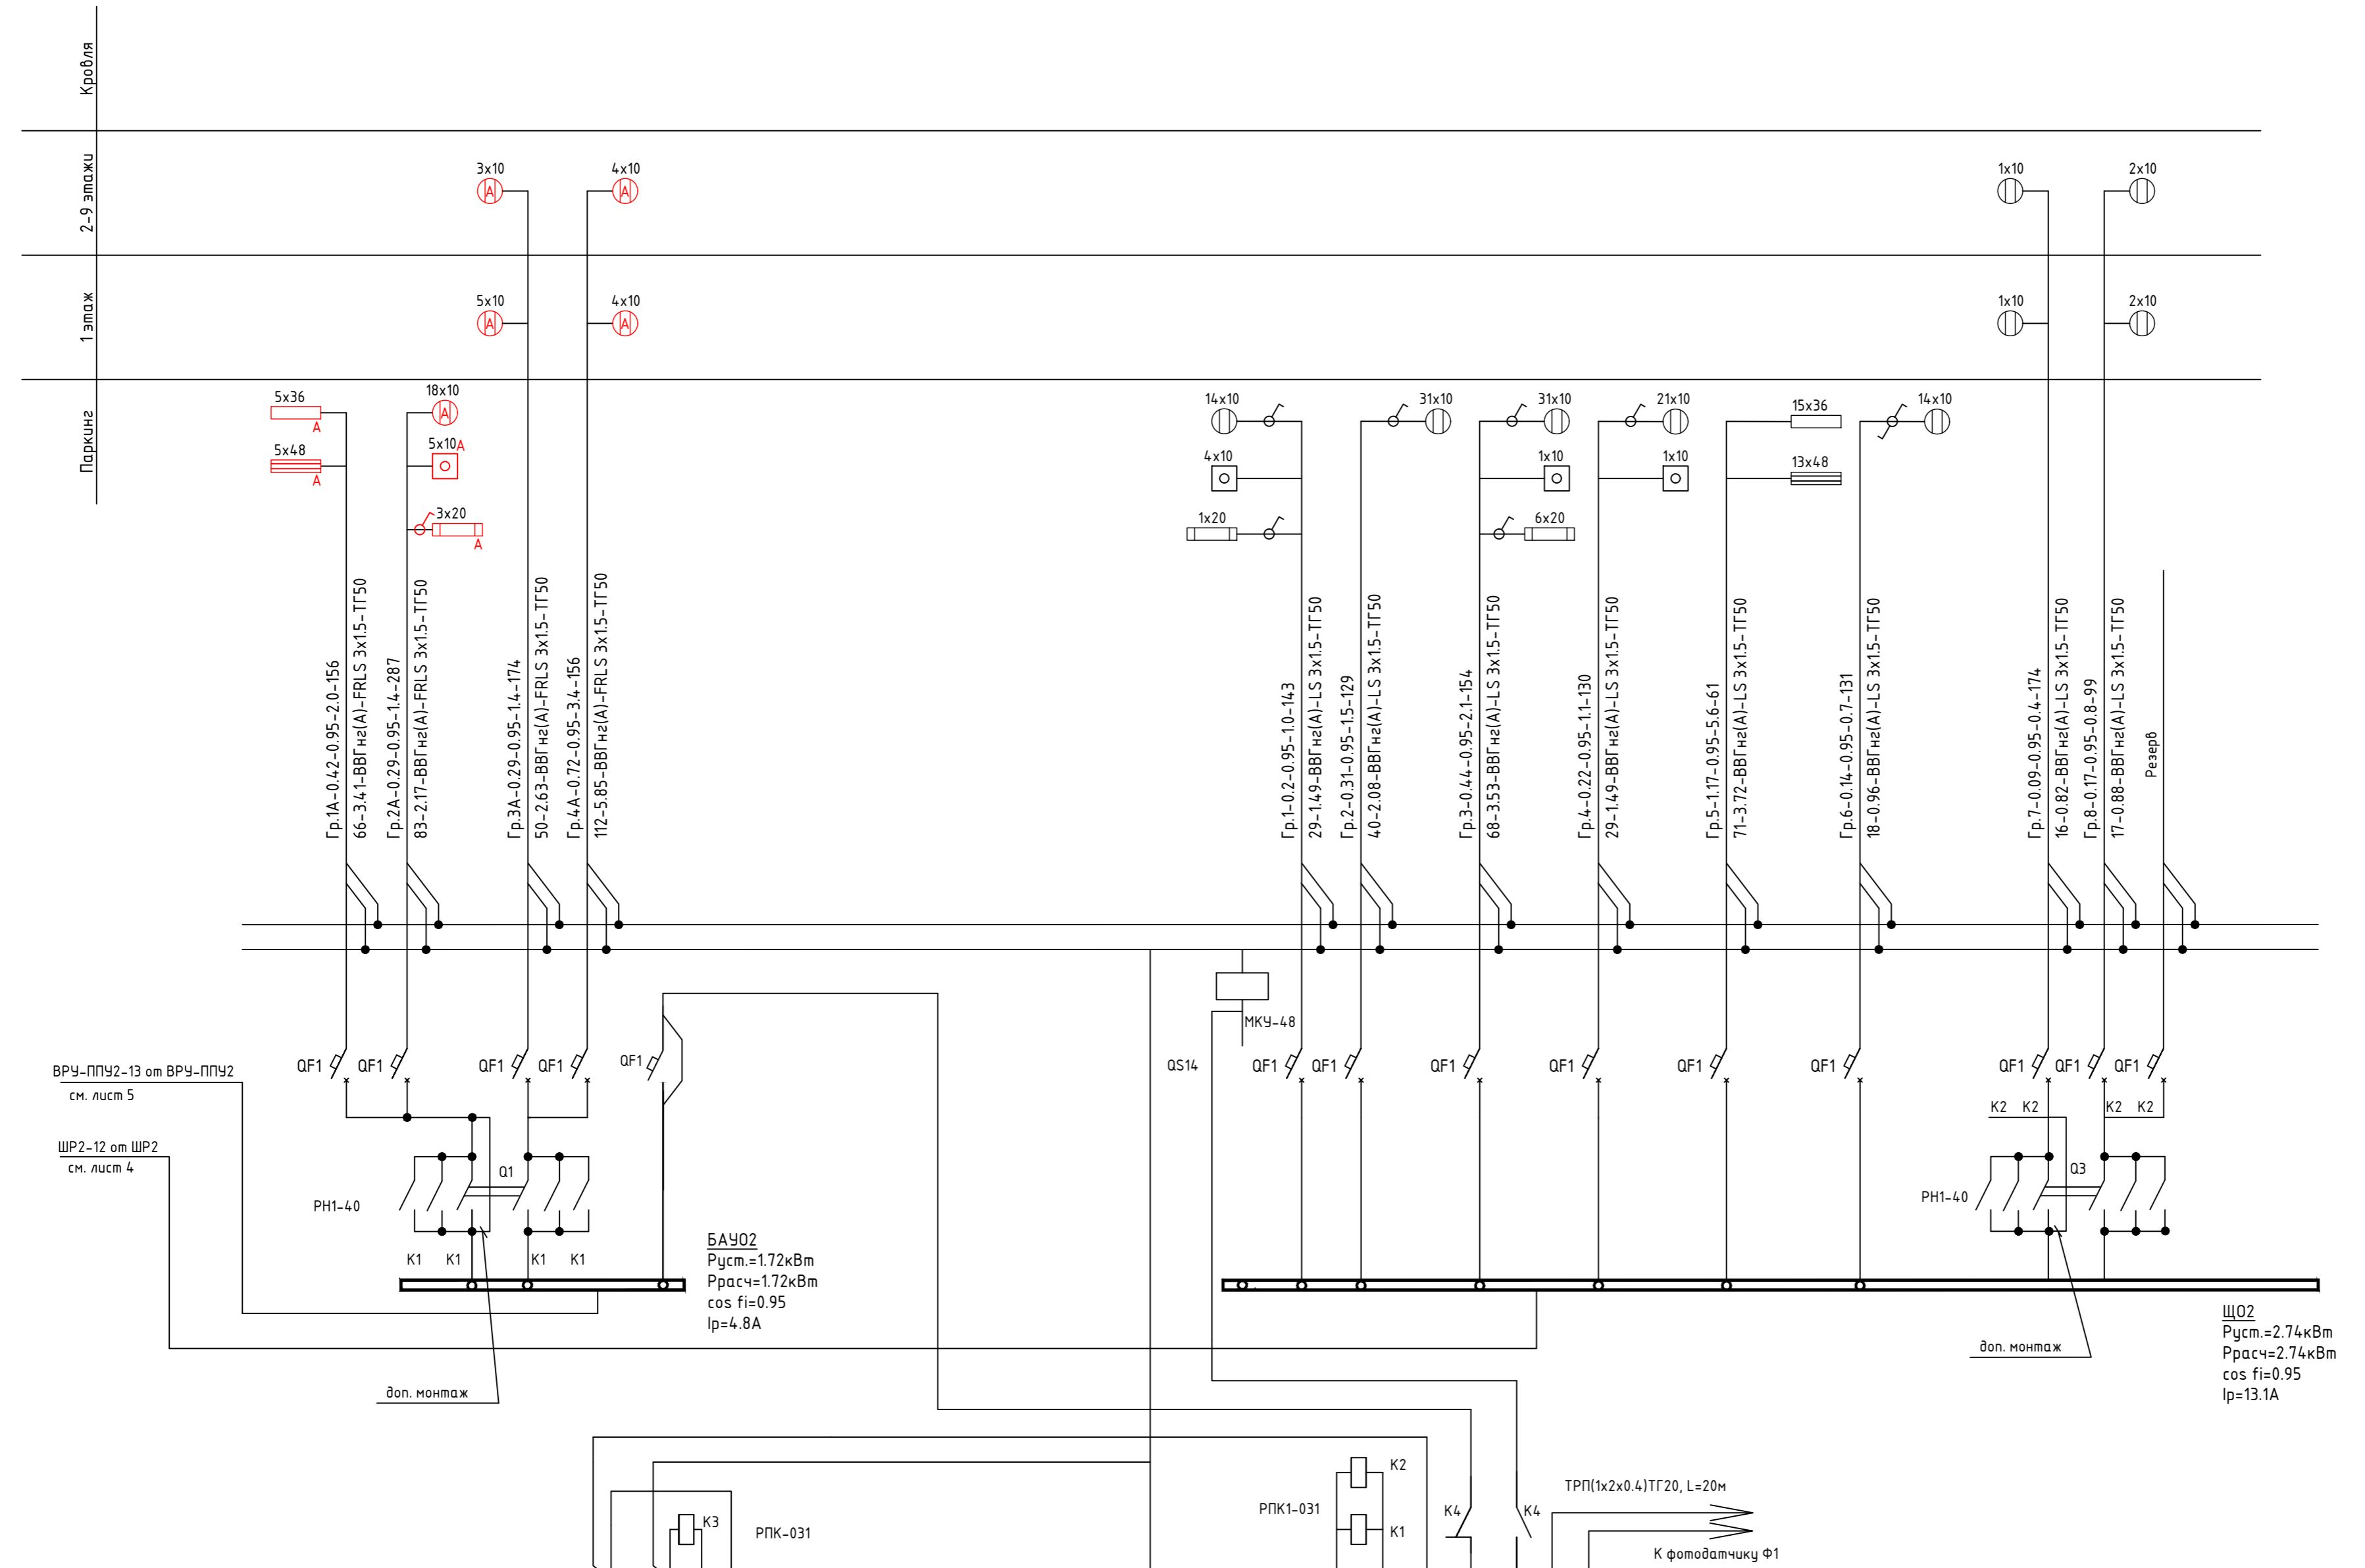 Кровля
2-9 этажи
3x10
4x10
1x10
2x10
A
A
1 этаж
5x10
4x10
1x10
2x10
A
A
Паркинг
5x36
A
5x48
A
18x10
A
5x10 A
3x20
A
14x10
4x10
1x20
31x10
31x10
1x10
6x20
21x10
1x10
15x36
13x48
14x10
Гр.1А-0.42-0.95-2.0-156
66-3.41-ВВГнг(А)-FRLS 3x1.5-ТГ50
Гр.2А-0.29-0.95-1.4-287
83-2.17-ВВГнг(А)-FRLS 3x1.5-ТГ50
Гр.3А-0.29-0.95-1.4-174
50-2.63-ВВГнг(А)-FRLS 3x1.5-ТГ50
Гр.4А-0.72-0.95-3.4-156
112-5.85-ВВГнг(А)-FRLS 3x1.5-ТГ50
Гр.1-0.2-0.95-1.0-143
29-1.49-ВВГнг(А)-LS 3x1.5-ТГ50
Гр.2-0.31-0.95-1.5-129
40-2.08-ВВГнг(А)-LS 3x1.5-ТГ50
Гр.3-0.44-0.95-2.1-154
68-3.53-ВВГнг(А)-LS 3x1.5-ТГ50
Гр.4-0.22-0.95-1.1-130
29-1.49-ВВГнг(А)-LS 3x1.5-ТГ50
Гр.5-1.17-0.95-5.6-61
71-3.72-ВВГнг(А)-LS 3x1.5-ТГ50
Гр.6-0.14-0.95-0.7-131
18-0.96-ВВГнг(А)-LS 3x1.5-ТГ50
Гр.7-0.09-0.95-0.4-174
16-0.82-ВВГнг(А)-LS 3x1.5-ТГ50
Гр.8-0.17-0.95-0.8-99
17-0.88-ВВГнг(А)-LS 3x1.5-ТГ50
Резерв
МКУ-48
QF1
QF1
QF1
QF1
QF1
QS14
QF1
QF1
QF1
QF1
QF1
QF1
QF1
QF1
QF1
ВРУ-ППУ2-13 от ВРУ-ППУ2
см. лист 5
ШР2-12 от ШР2
см. лист 4
К2
К2
К2
К2
Q1
Q3
РН1-40
РН1-40
К1
К1
К1
К1
БАУО2
Руст.=1.72кВт
Ррасч=1.72кВт
cos fi=0.95
Ip=4.8А
ЩО2
Руст.=2.74кВт
Ррасч=2.74кВт
cos fi=0.95
Ip=13.1А
доп. монтаж
доп. монтаж
К3
РПК-031
РПК1-031
К2
К1
К4
К4
ТРП(1x2x0.4)ТГ20, L=20м
К фотодатчику Ф1